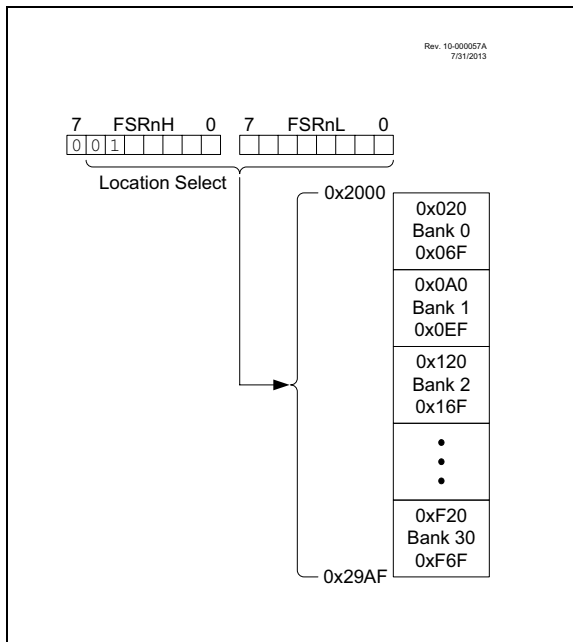 Rev. 10-000057A
7/31/2013
7 FSRnH 0 7 FSRnL 0
0 0 1
Location Select
0x2000
0x020
Bank 0
0x06F
0x0A0
Bank 1
0x0EF
0x120
Bank 2
0x16F
0xF20
Bank 30
0xF6F
0x29AF